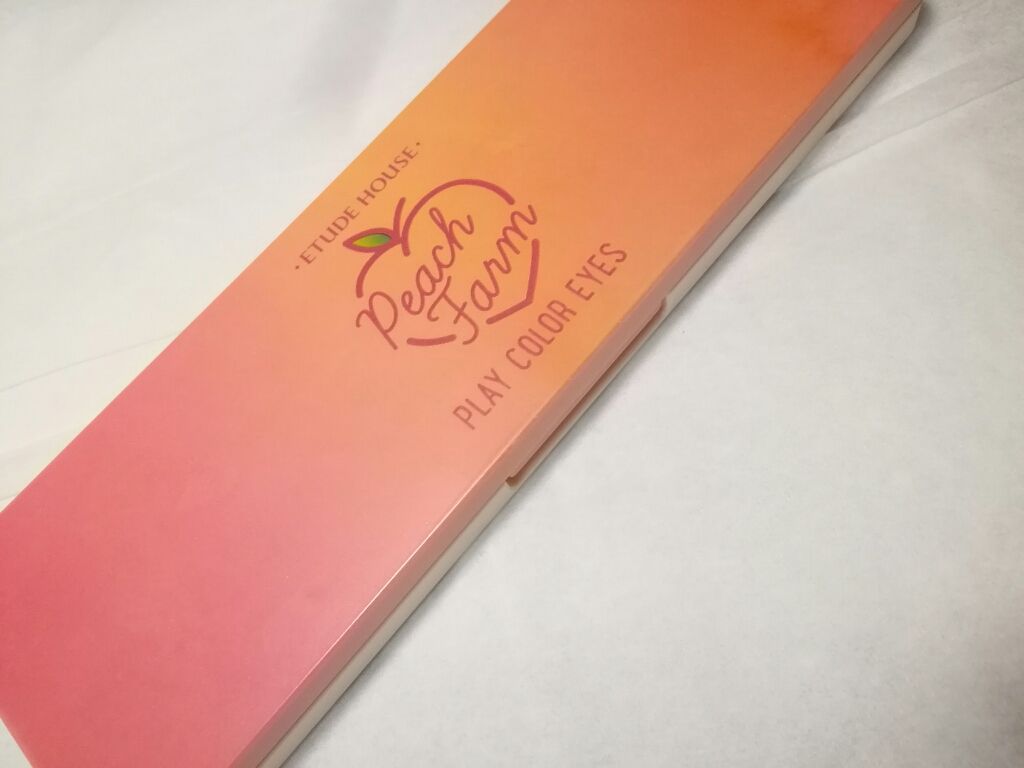 · ETUDE HOUSE ·
Peach
Farm
PLAY COLOR EYES